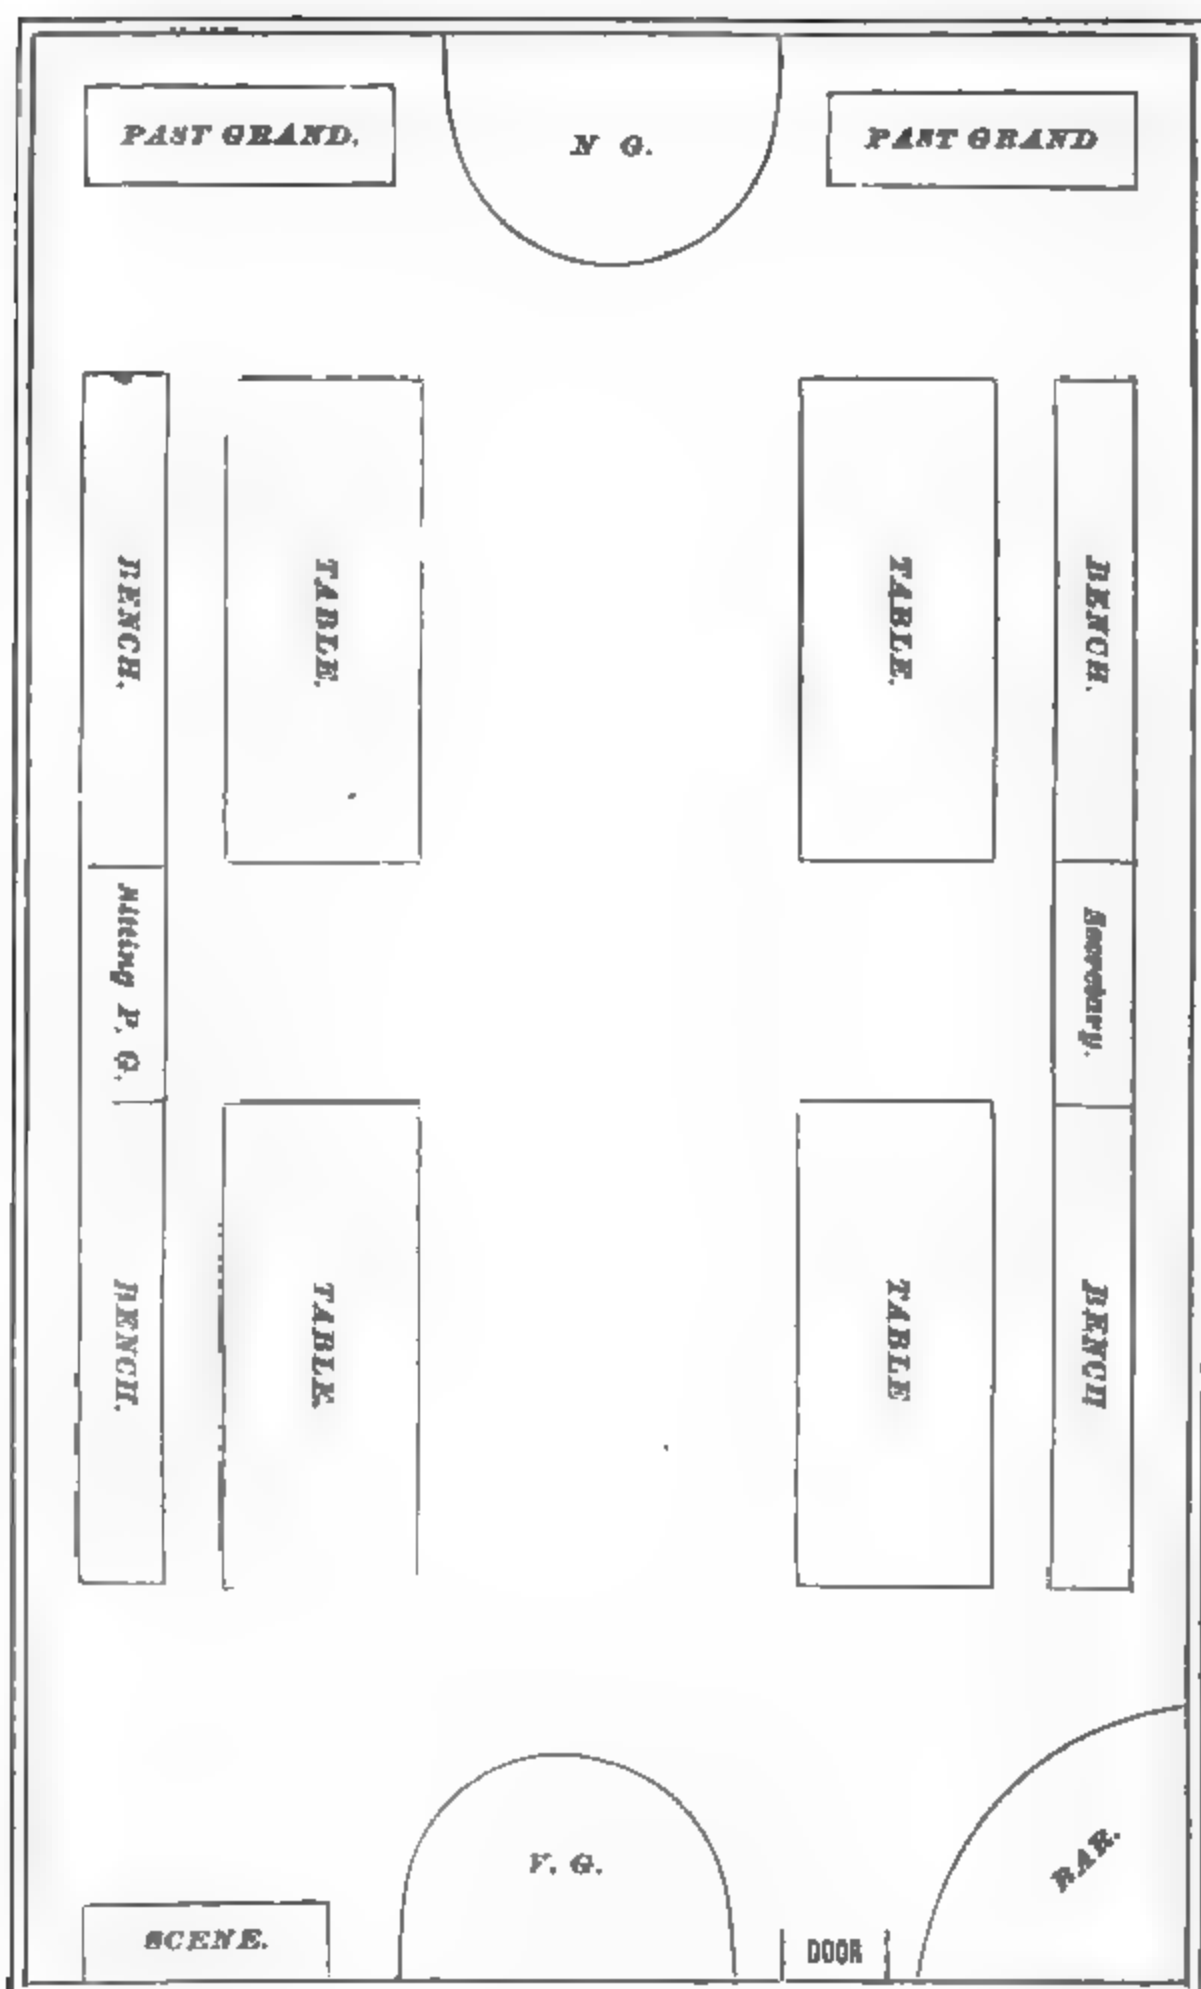 PAST GRAND.
N G.
PAST GRAND
BENCH.
TABLE.
TABLE.
BENCH.
Sitting P. G.
Secretary.
BENCH.
TABLE.
TABLE
BENCH
V. G.
BAR.
SCENE.
DOOR